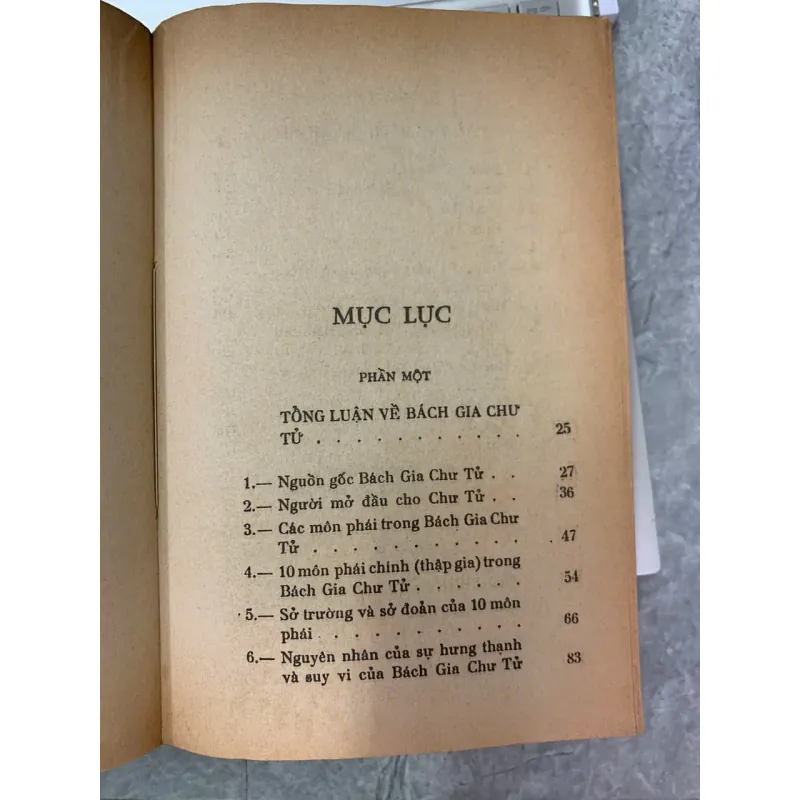 MỤC LỤC
PHẦN MỘT
TỔNG LUẬN VỀ BÁCH GIA CHƯ
TỬ . . . . . . . . . . . 25
1.— Nguồn gốc Bách Gia Chư Tử . . 27
2.— Người mở đầu cho Chư Tử . . 36
3.— Các môn phái trong Bách Gia Chư
Tử . . . . . . . . . . . 47
4.— 10 môn phái chính (thập gia) trong
Bách Gia Chư Tử . . . . . . 54
5.— Sở trường và sở đoản của 10 môn
phái . . . . . . . . . . . 66
6.— Nguyên nhân của sự hưng thạnh
và suy vi của Bách Gia Chư Tử 83